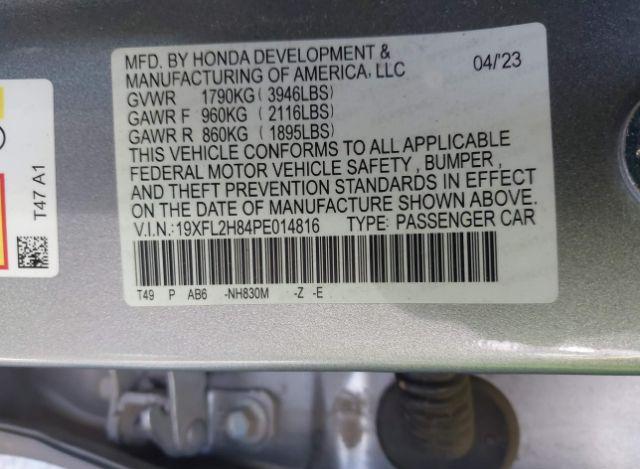 MFD. BY HONDA DEVELOPMENT &
MANUFACTURING OF AMERICA, LLC 04/'23
GVWR 1790KG ( 3946LBS)
GAWR F 960KG ( 2116LBS)
GAWR R 860KG ( 1895LBS)
THIS VEHICLE CONFORMS TO ALL APPLICABLE
FEDERAL MOTOR VEHICLE SAFETY , BUMPER ,
AND THEFT PREVENTION STANDARDS IN EFFECT
ON THE DATE OF MANUFACTURE SHOWN ABOVE.
V.I.N.: 19XFL2H84PE014816 TYPE: PASSENGER CAR
T49 P AB6 -NH830M -Z -E
T47 A1